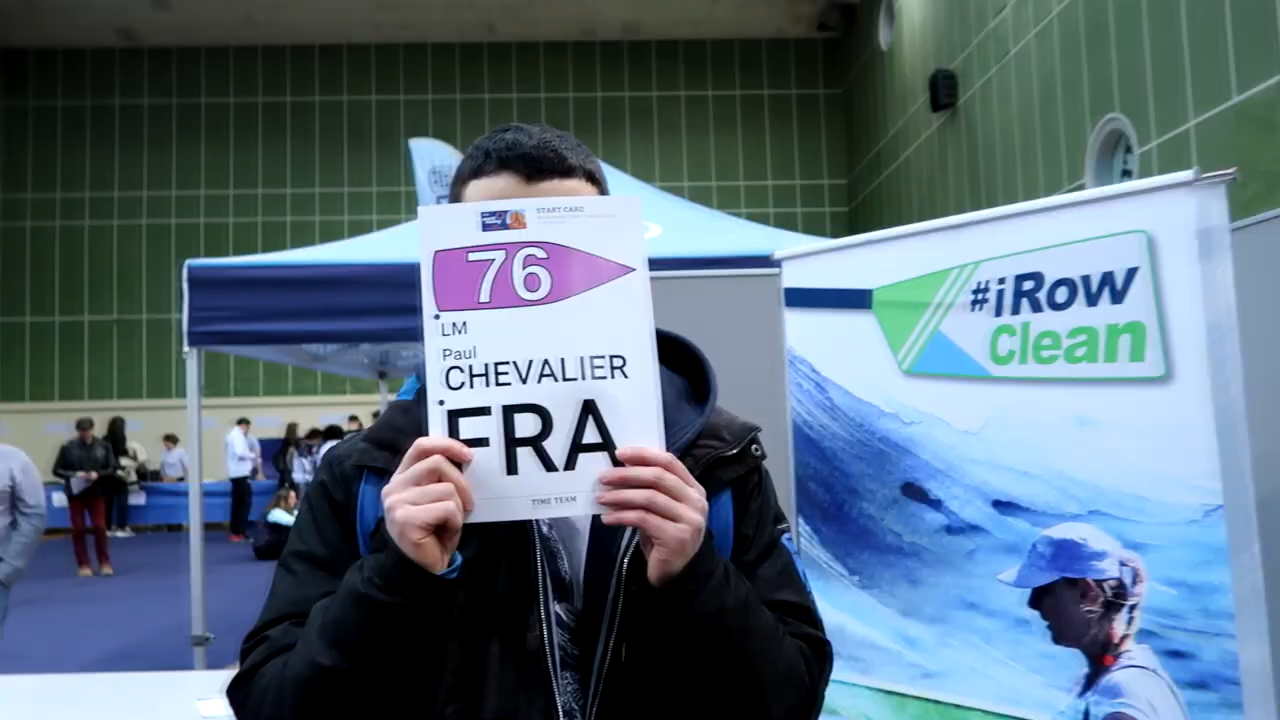 START CARD
76
LM
Paul
CHEVALIER
FRA
TIME TEAM
#iRow
Clean